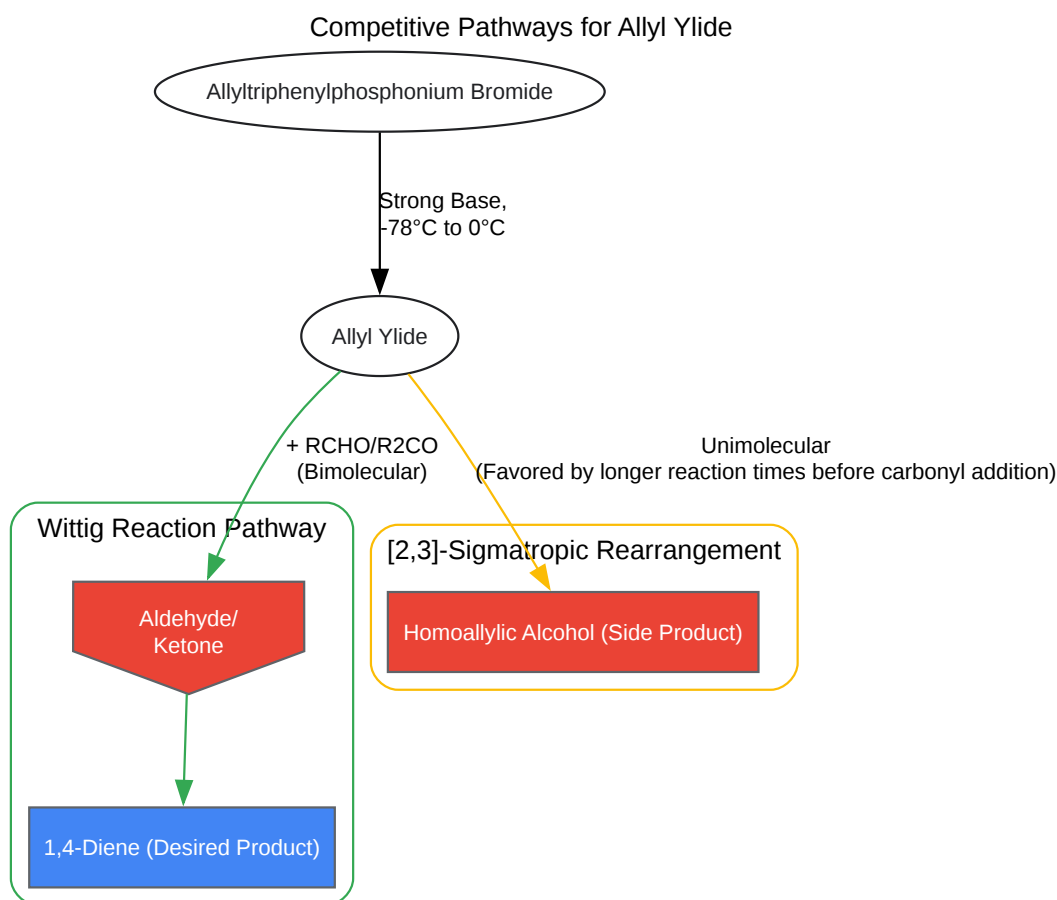 Competitive Pathways for Allyl Ylide
Allyltriphenylphosphonium Bromide
Strong Base,
-78°C to 0°C
Allyl Ylide
+ RCHO/R2CO
(Bimolecular)
Unimolecular
(Favored by longer reaction times before carbonyl addition)
Wittig Reaction Pathway
[2,3]-Sigmatropic Rearrangement
Aldehyde/
Ketone
Homoallylic Alcohol (Side Product)
1,4-Diene (Desired Product)